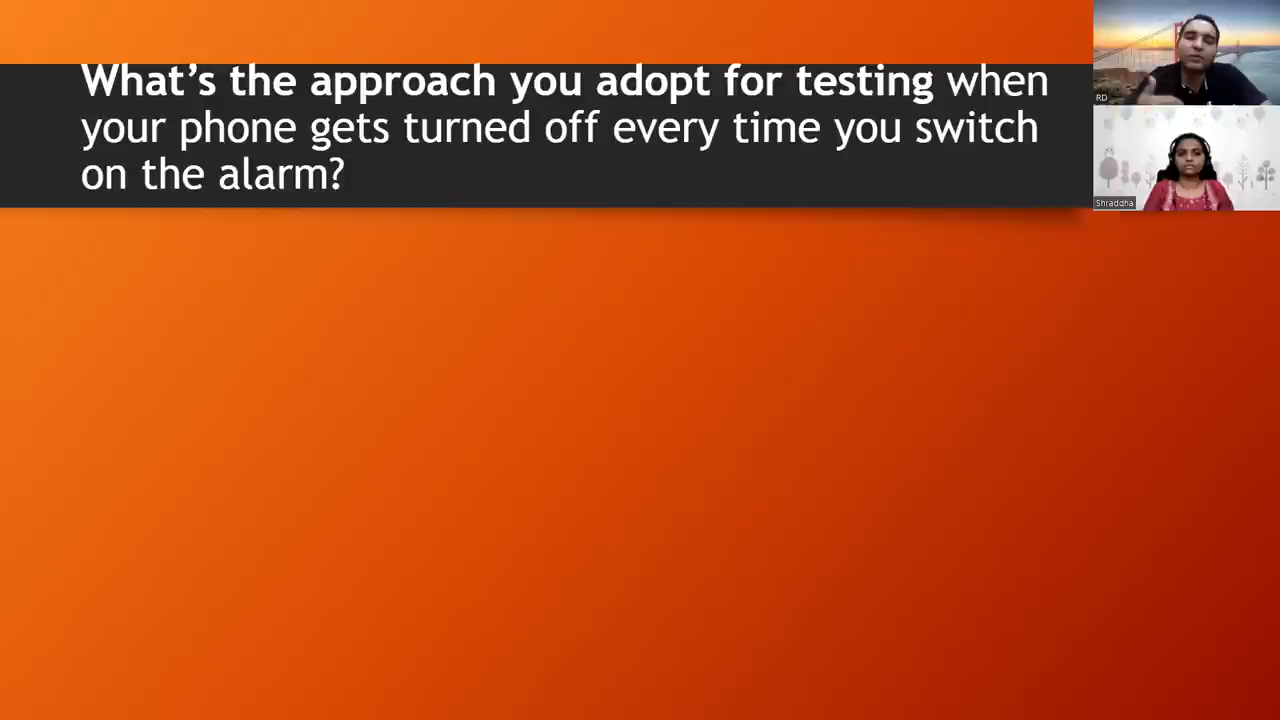 What’s the approach you adopt for testing when
your phone gets turned off every time you switch
on the alarm?
RD
Shraddha